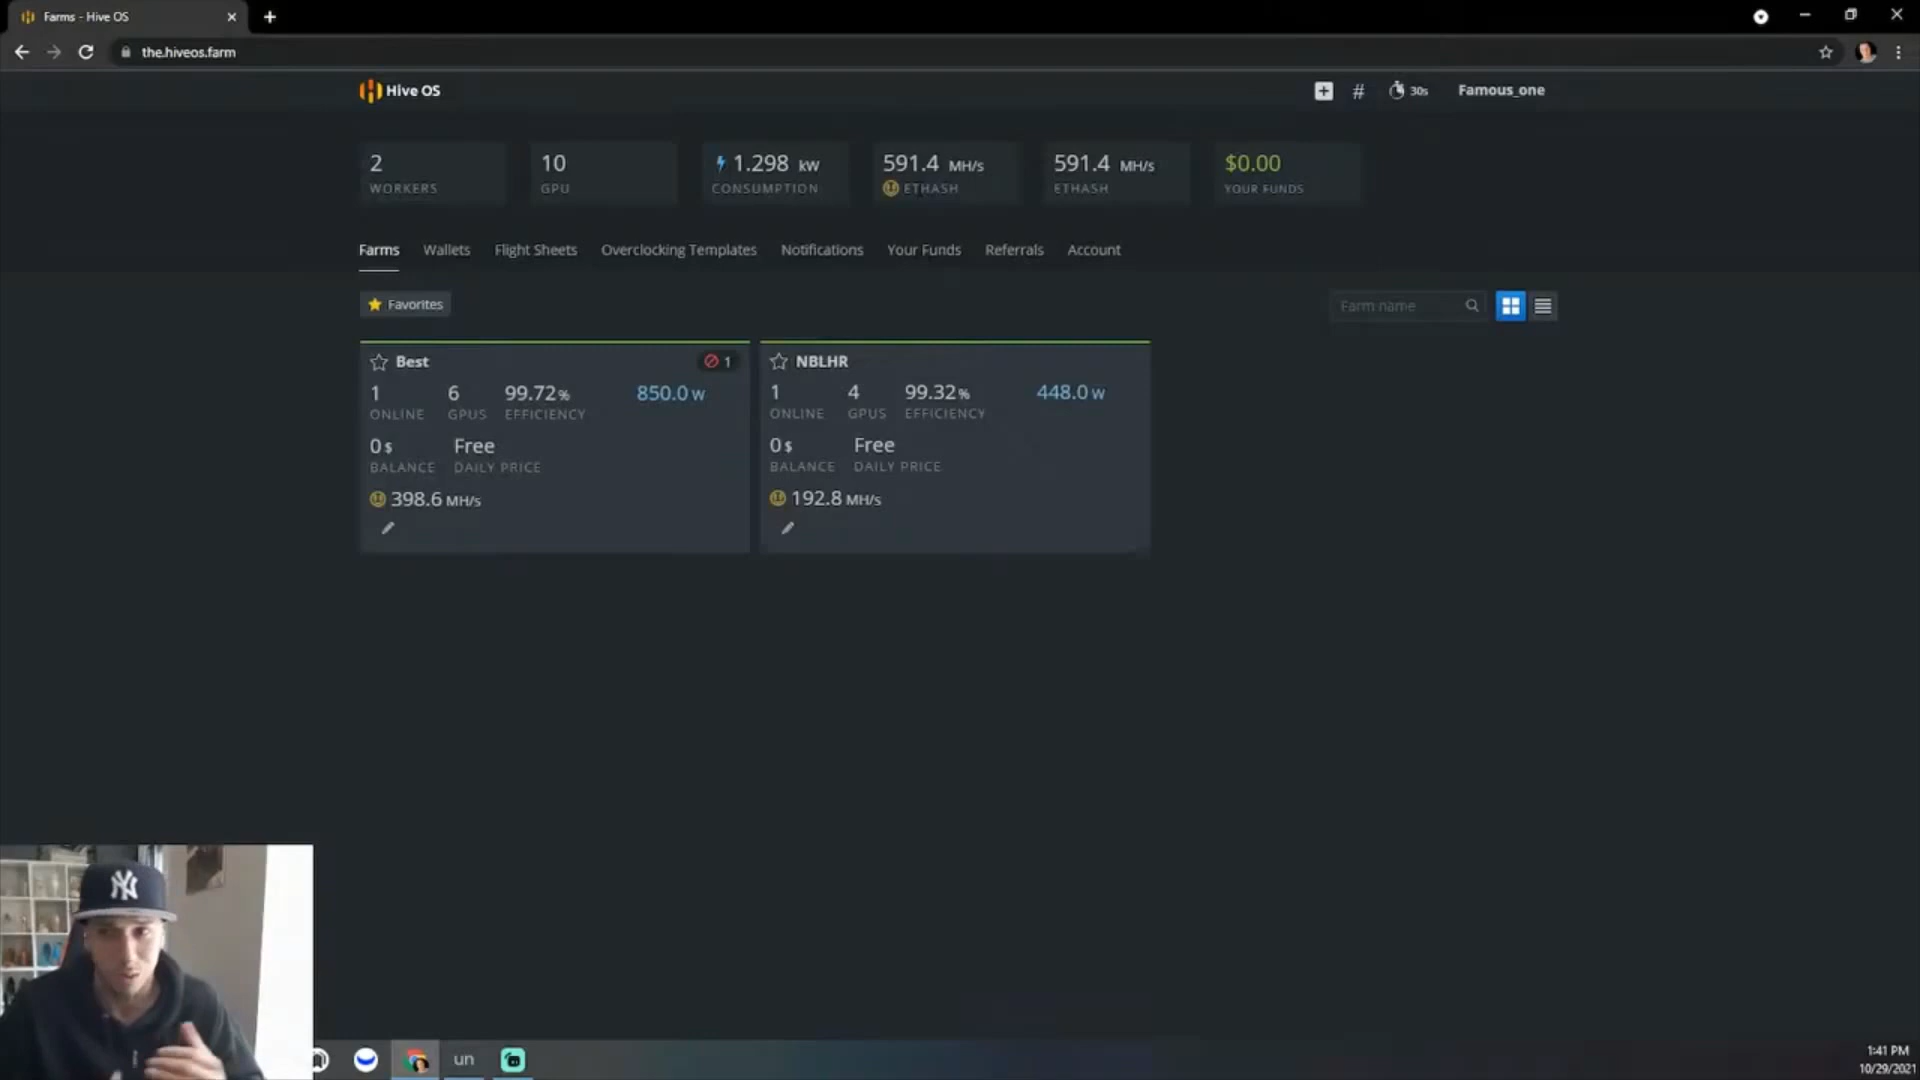 Farms - Hive OS
the.hiveos.farm
Hive OS
# 30s Famous_one
2
WORKERS
10
GPU
1.298 kW
CONSUMPTION
591.4 MH/s
ETHASH
591.4 MH/s
ETHASH
$0.00
YOUR FUNDS
Farms Wallets Flight Sheets Overclocking Templates Notifications Your Funds Referrals Account
Favorites
Farm name
Best 1
1 6 99.72% 850.0 W
ONLINE GPUS EFFICIENCY
0 $ Free
BALANCE DAILY PRICE
398.6 MH/s
NBLHR
1 4 99.32% 448.0 W
ONLINE GPUS EFFICIENCY
0 $ Free
BALANCE DAILY PRICE
192.8 MH/s
NY
un
1:41 PM
10/29/2021